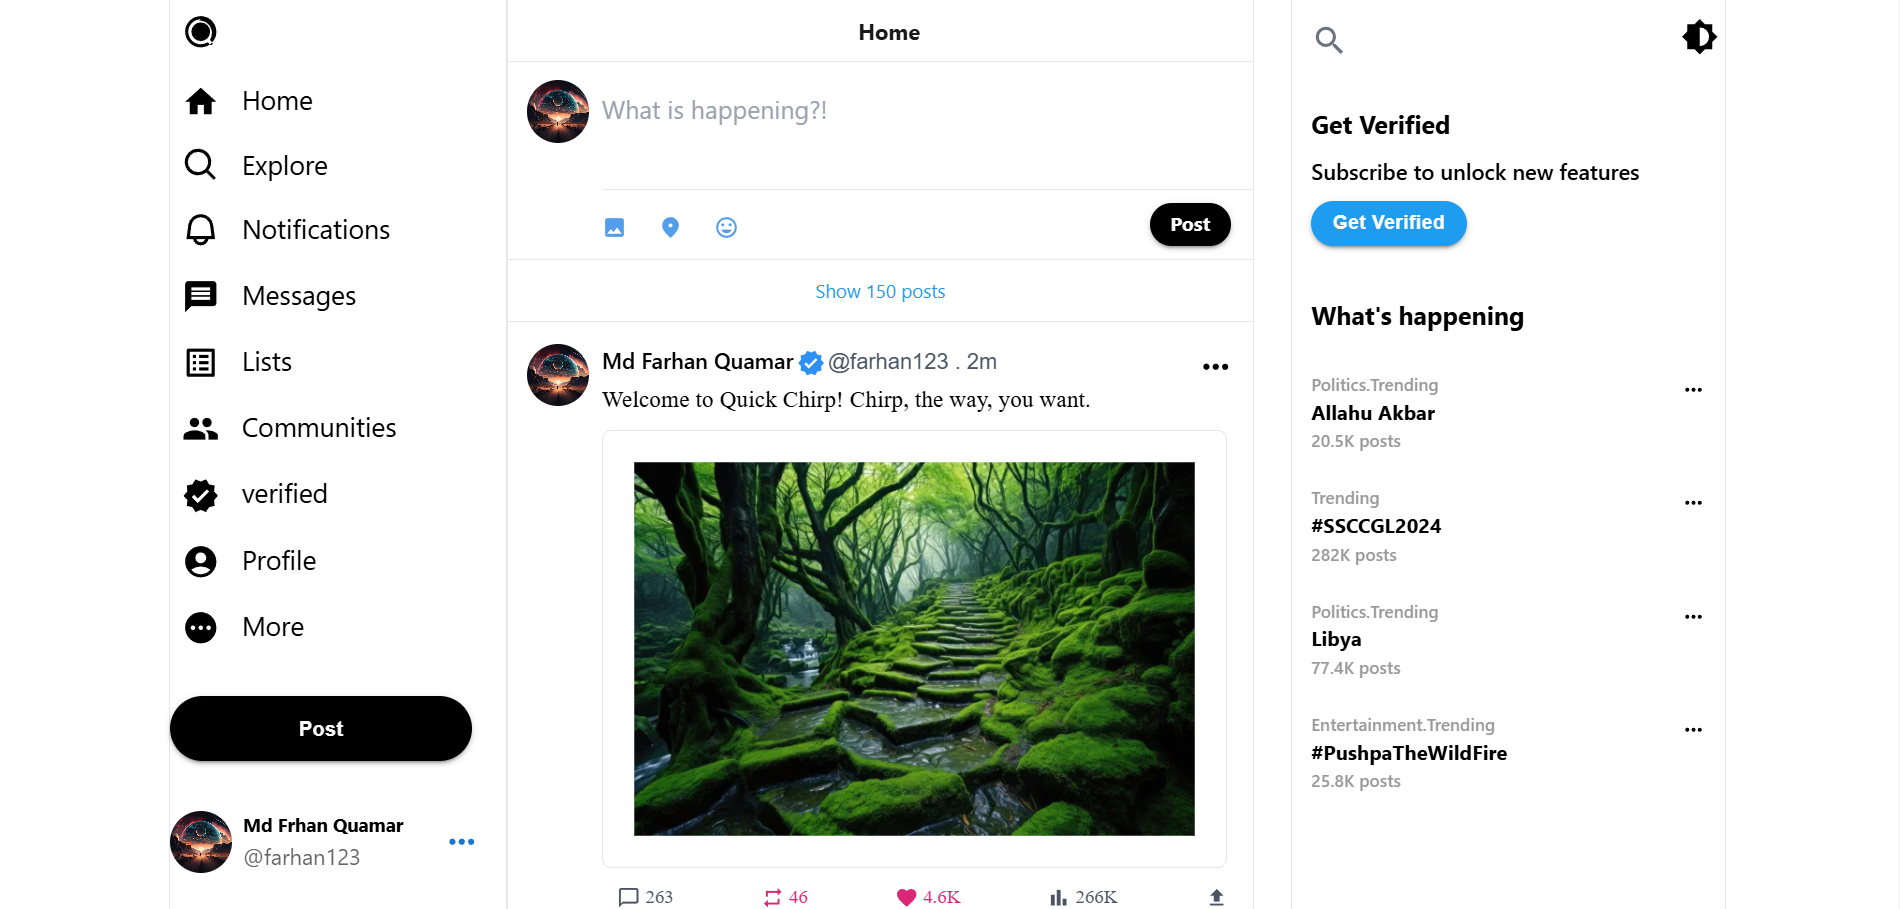 Home
Explore
Notifications
Messages
Lists
Communities
verified
Profile
More
Post
Md Frhan Quamar
@farhan123
Home
What is happening?!
Post
Show 150 posts
Md Farhan Quamar @farhan123 . 2m
Welcome to Quick Chirp! Chirp, the way, you want.
263 46 4.6K 266K
Get Verified
Subscribe to unlock new features
Get Verified
What's happening
Politics.Trending
Allahu Akbar
20.5K posts
Trending
#SSCCGL2024
282K posts
Politics.Trending
Libya
77.4K posts
Entertainment.Trending
#PushpaTheWildFire
25.8K posts